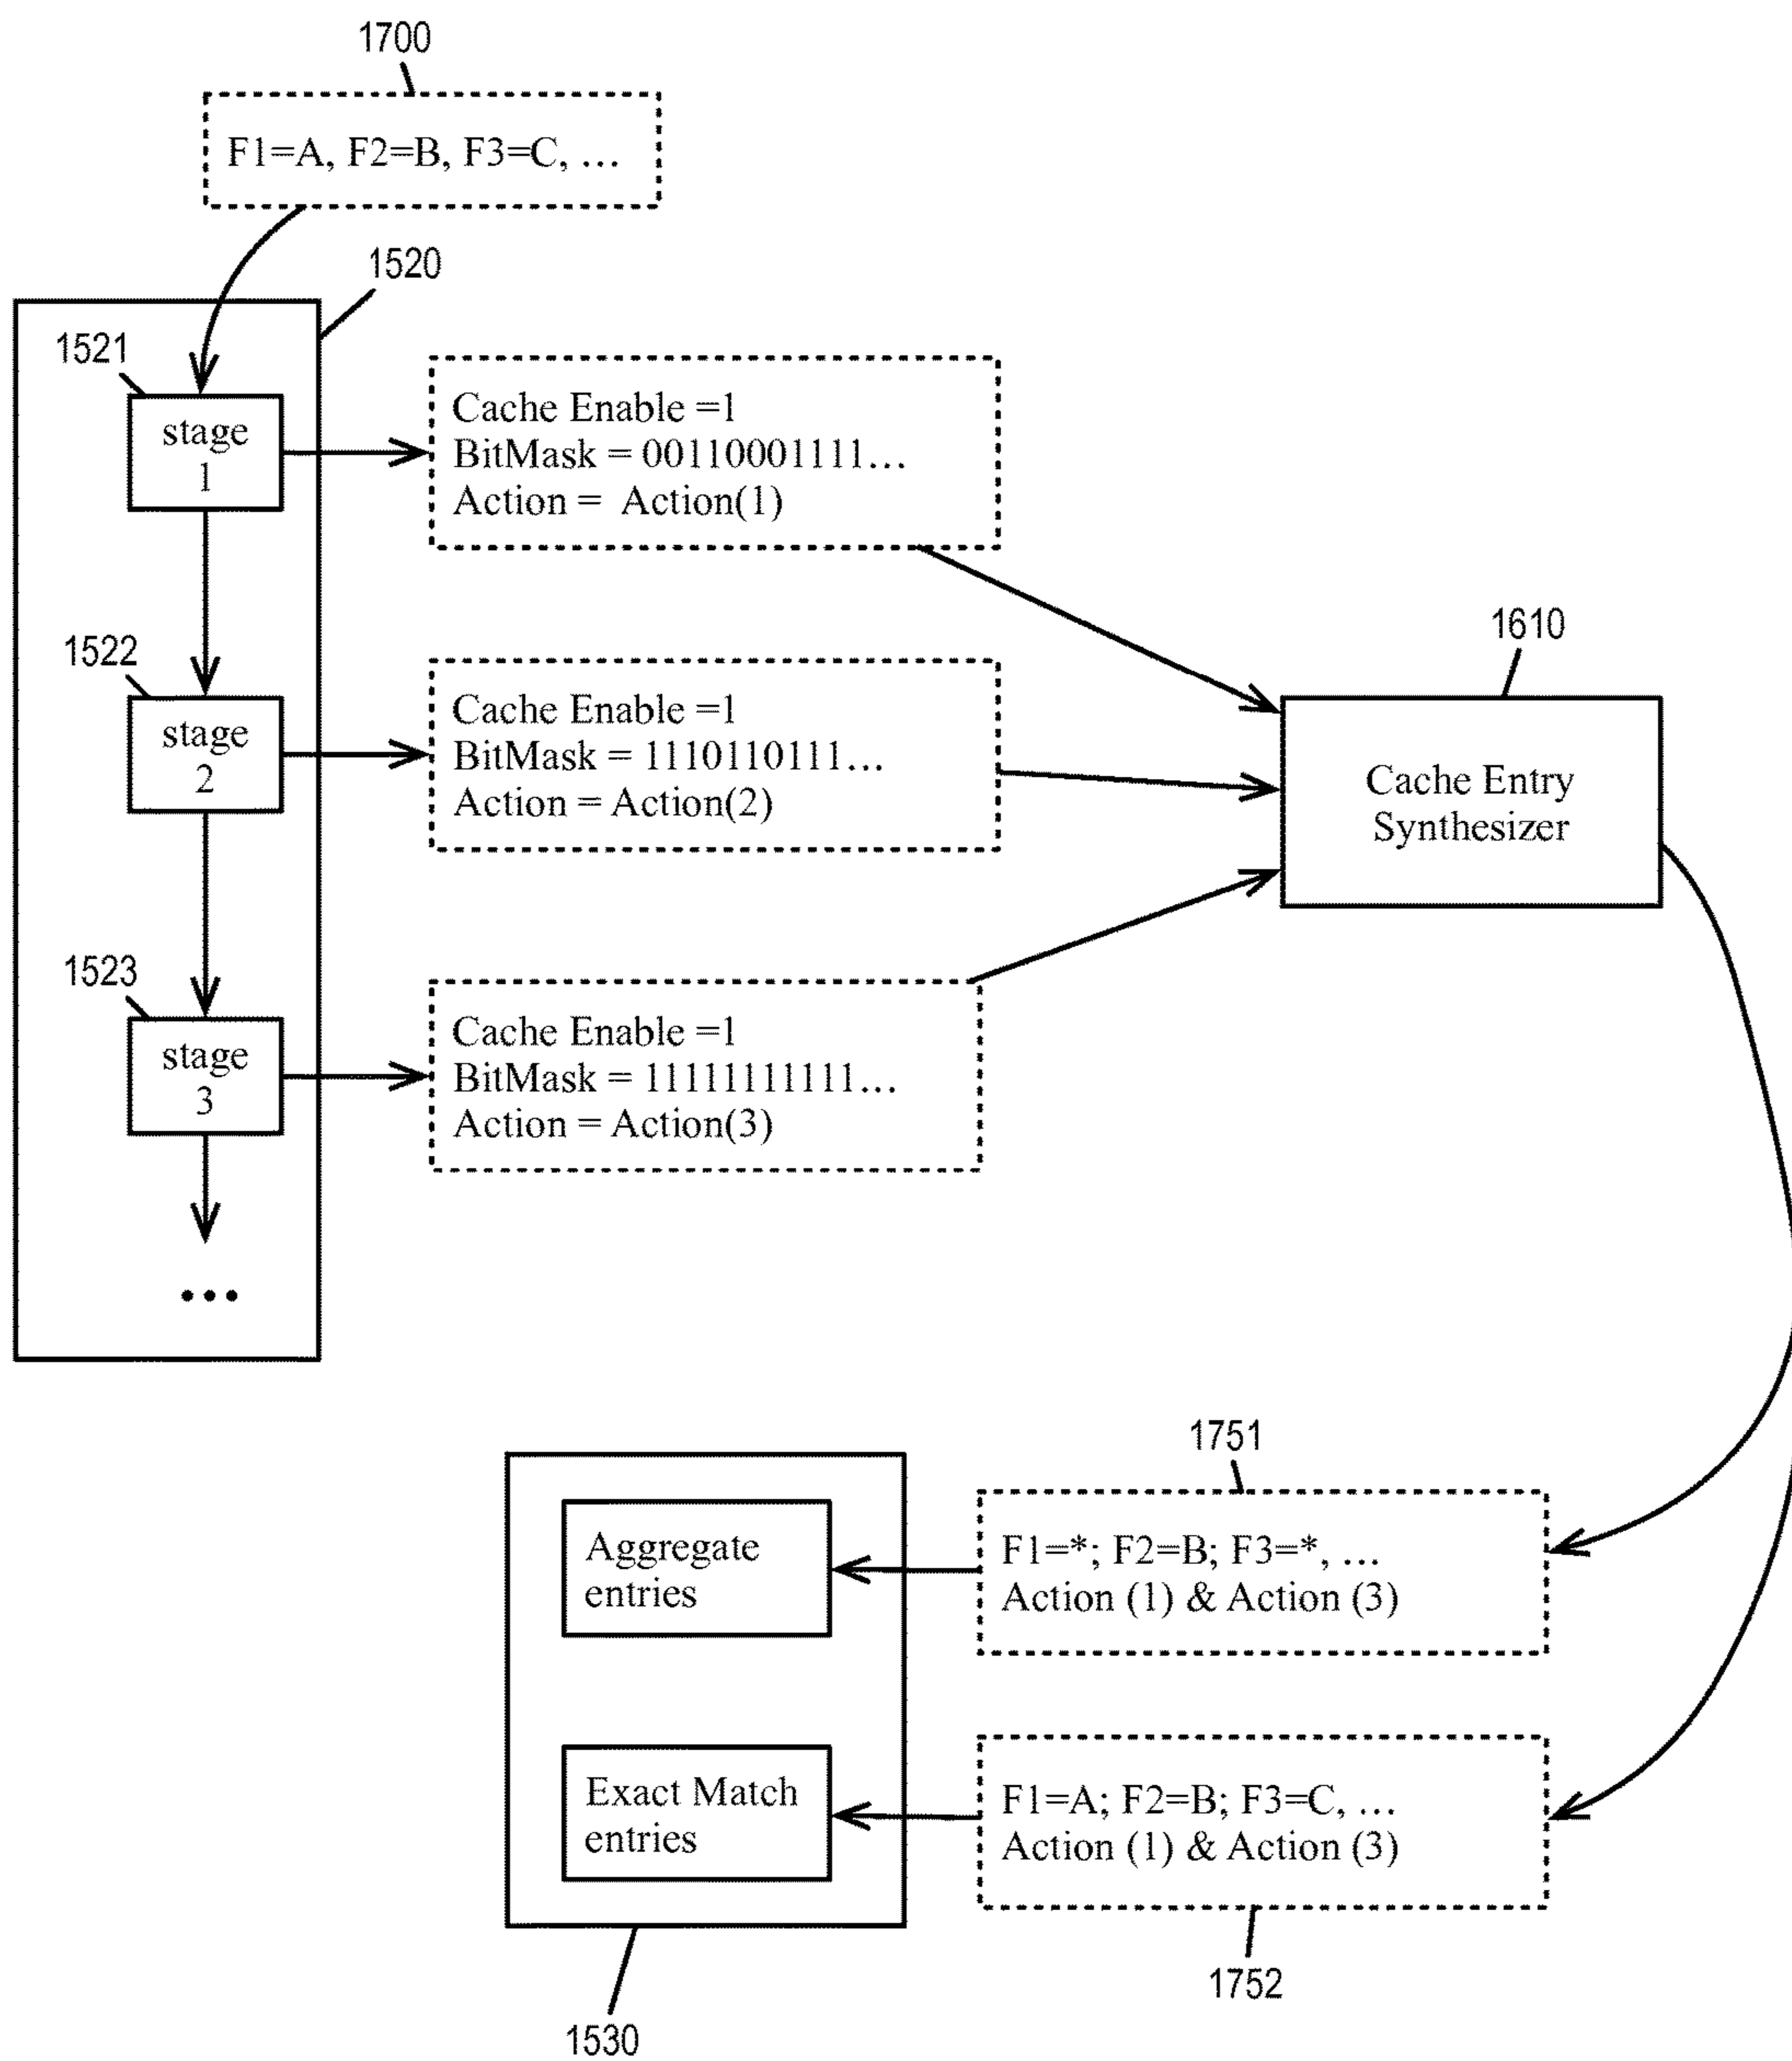 1700
F1=A, F2=B, F3=C, ...
1520
1521
stage
1
Cache Enable =1
BitMask = 00110001111...
Action = Action(1)
1522
stage
2
Cache Enable =1
BitMask = 1110110111...
Action = Action(2)
1610
Cache Entry
Synthesizer
1523
stage
3
Cache Enable =1
BitMask = 11111111111...
Action = Action(3)
...
1751
Aggregate
entries
F1=*; F2=B; F3=*, ...
Action (1) & Action (3)
Exact Match
entries
F1=A; F2=B; F3=C, ...
Action (1) & Action (3)
1752
1530